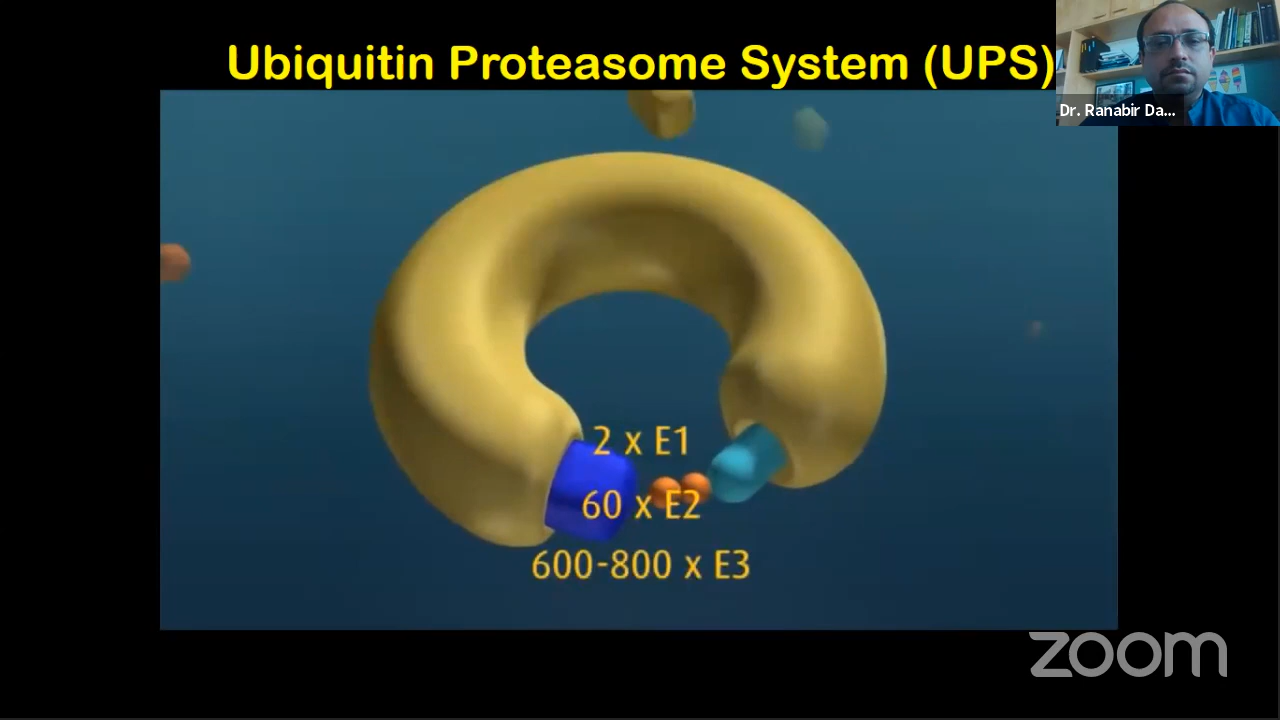 Ubiquitin Proteasome System (UPS)
Dr. Ranabir Da...
2 x E1
60 x E2
600-800 x E3
zoom